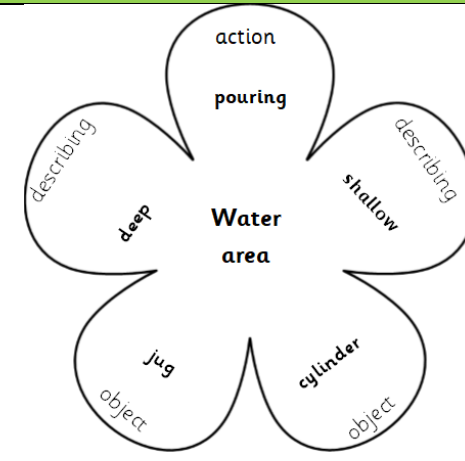 action
pouring
describing
deep
describing
shallow
Water
area
jug
object
cylinder
object